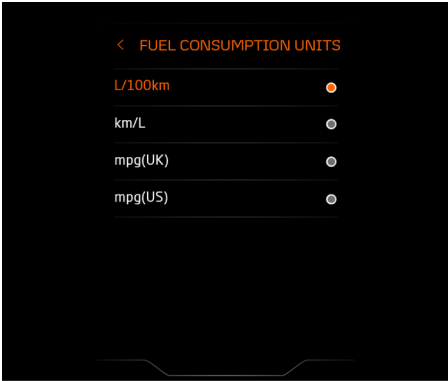 < FUEL CONSUMPTION UNITS
L/100km
km/L
mpg(UK)
mpg(US)